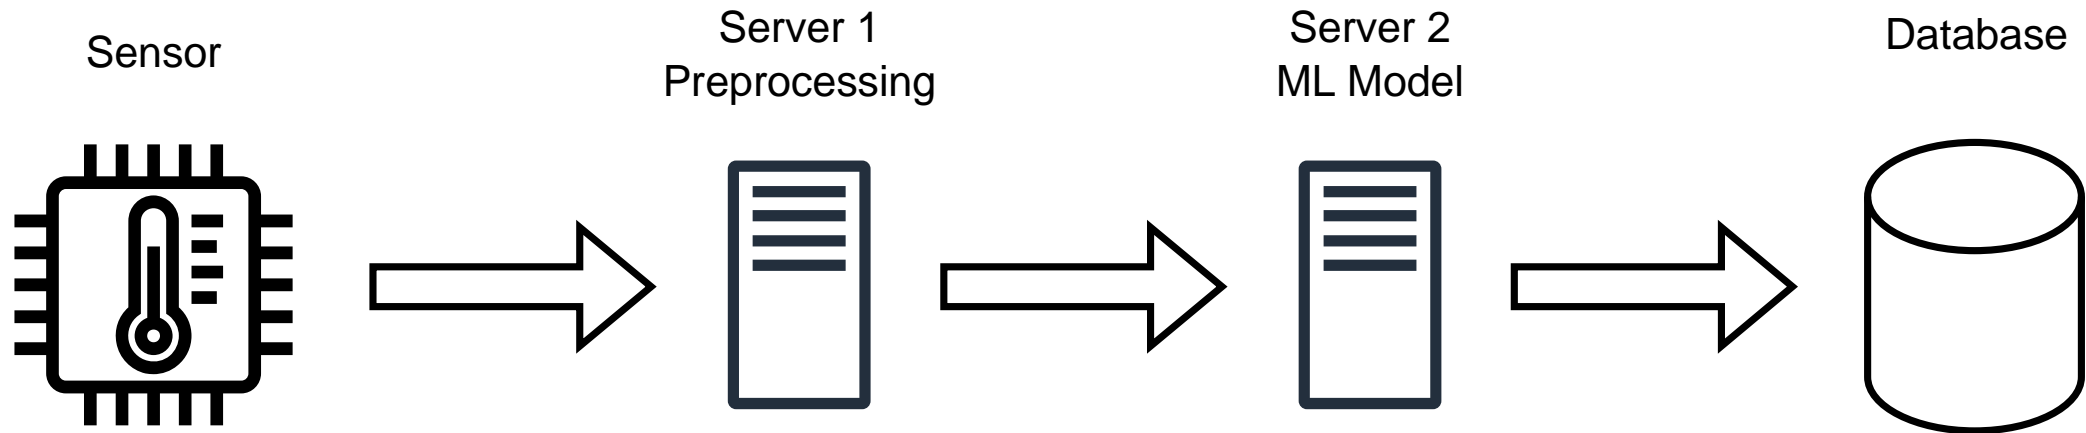 Sensor
Server 1
Preprocessing
Server 2
ML Model
Database